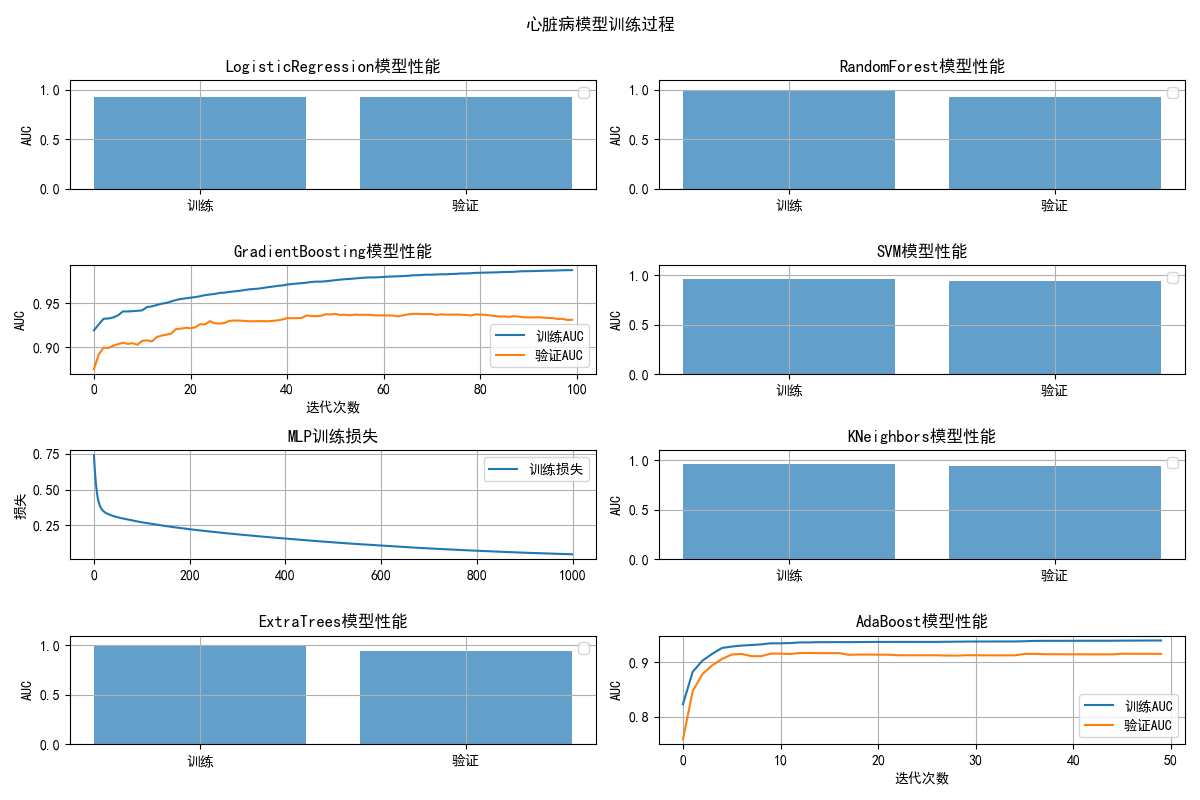 心脏病模型训练过程
LogisticRegression模型性能
1.0
0.5
0.0
AUC
训练
验证
RandomForest模型性能
1.0
0.5
0.0
AUC
训练
验证
GradientBoosting模型性能
0.95
0.90
AUC
训练AUC
验证AUC
0 20 40 60 80 100
迭代次数
SVM模型性能
1.0
0.5
0.0
AUC
训练
验证
MLP训练损失
0.75
0.50
0.25
损失
训练损失
0 200 400 600 800 1000
KNeighbors模型性能
1.0
0.5
0.0
AUC
训练
验证
ExtraTrees模型性能
1.0
0.5
0.0
AUC
训练
验证
AdaBoost模型性能
0.9
0.8
AUC
训练AUC
验证AUC
0 10 20 30 40 50
迭代次数